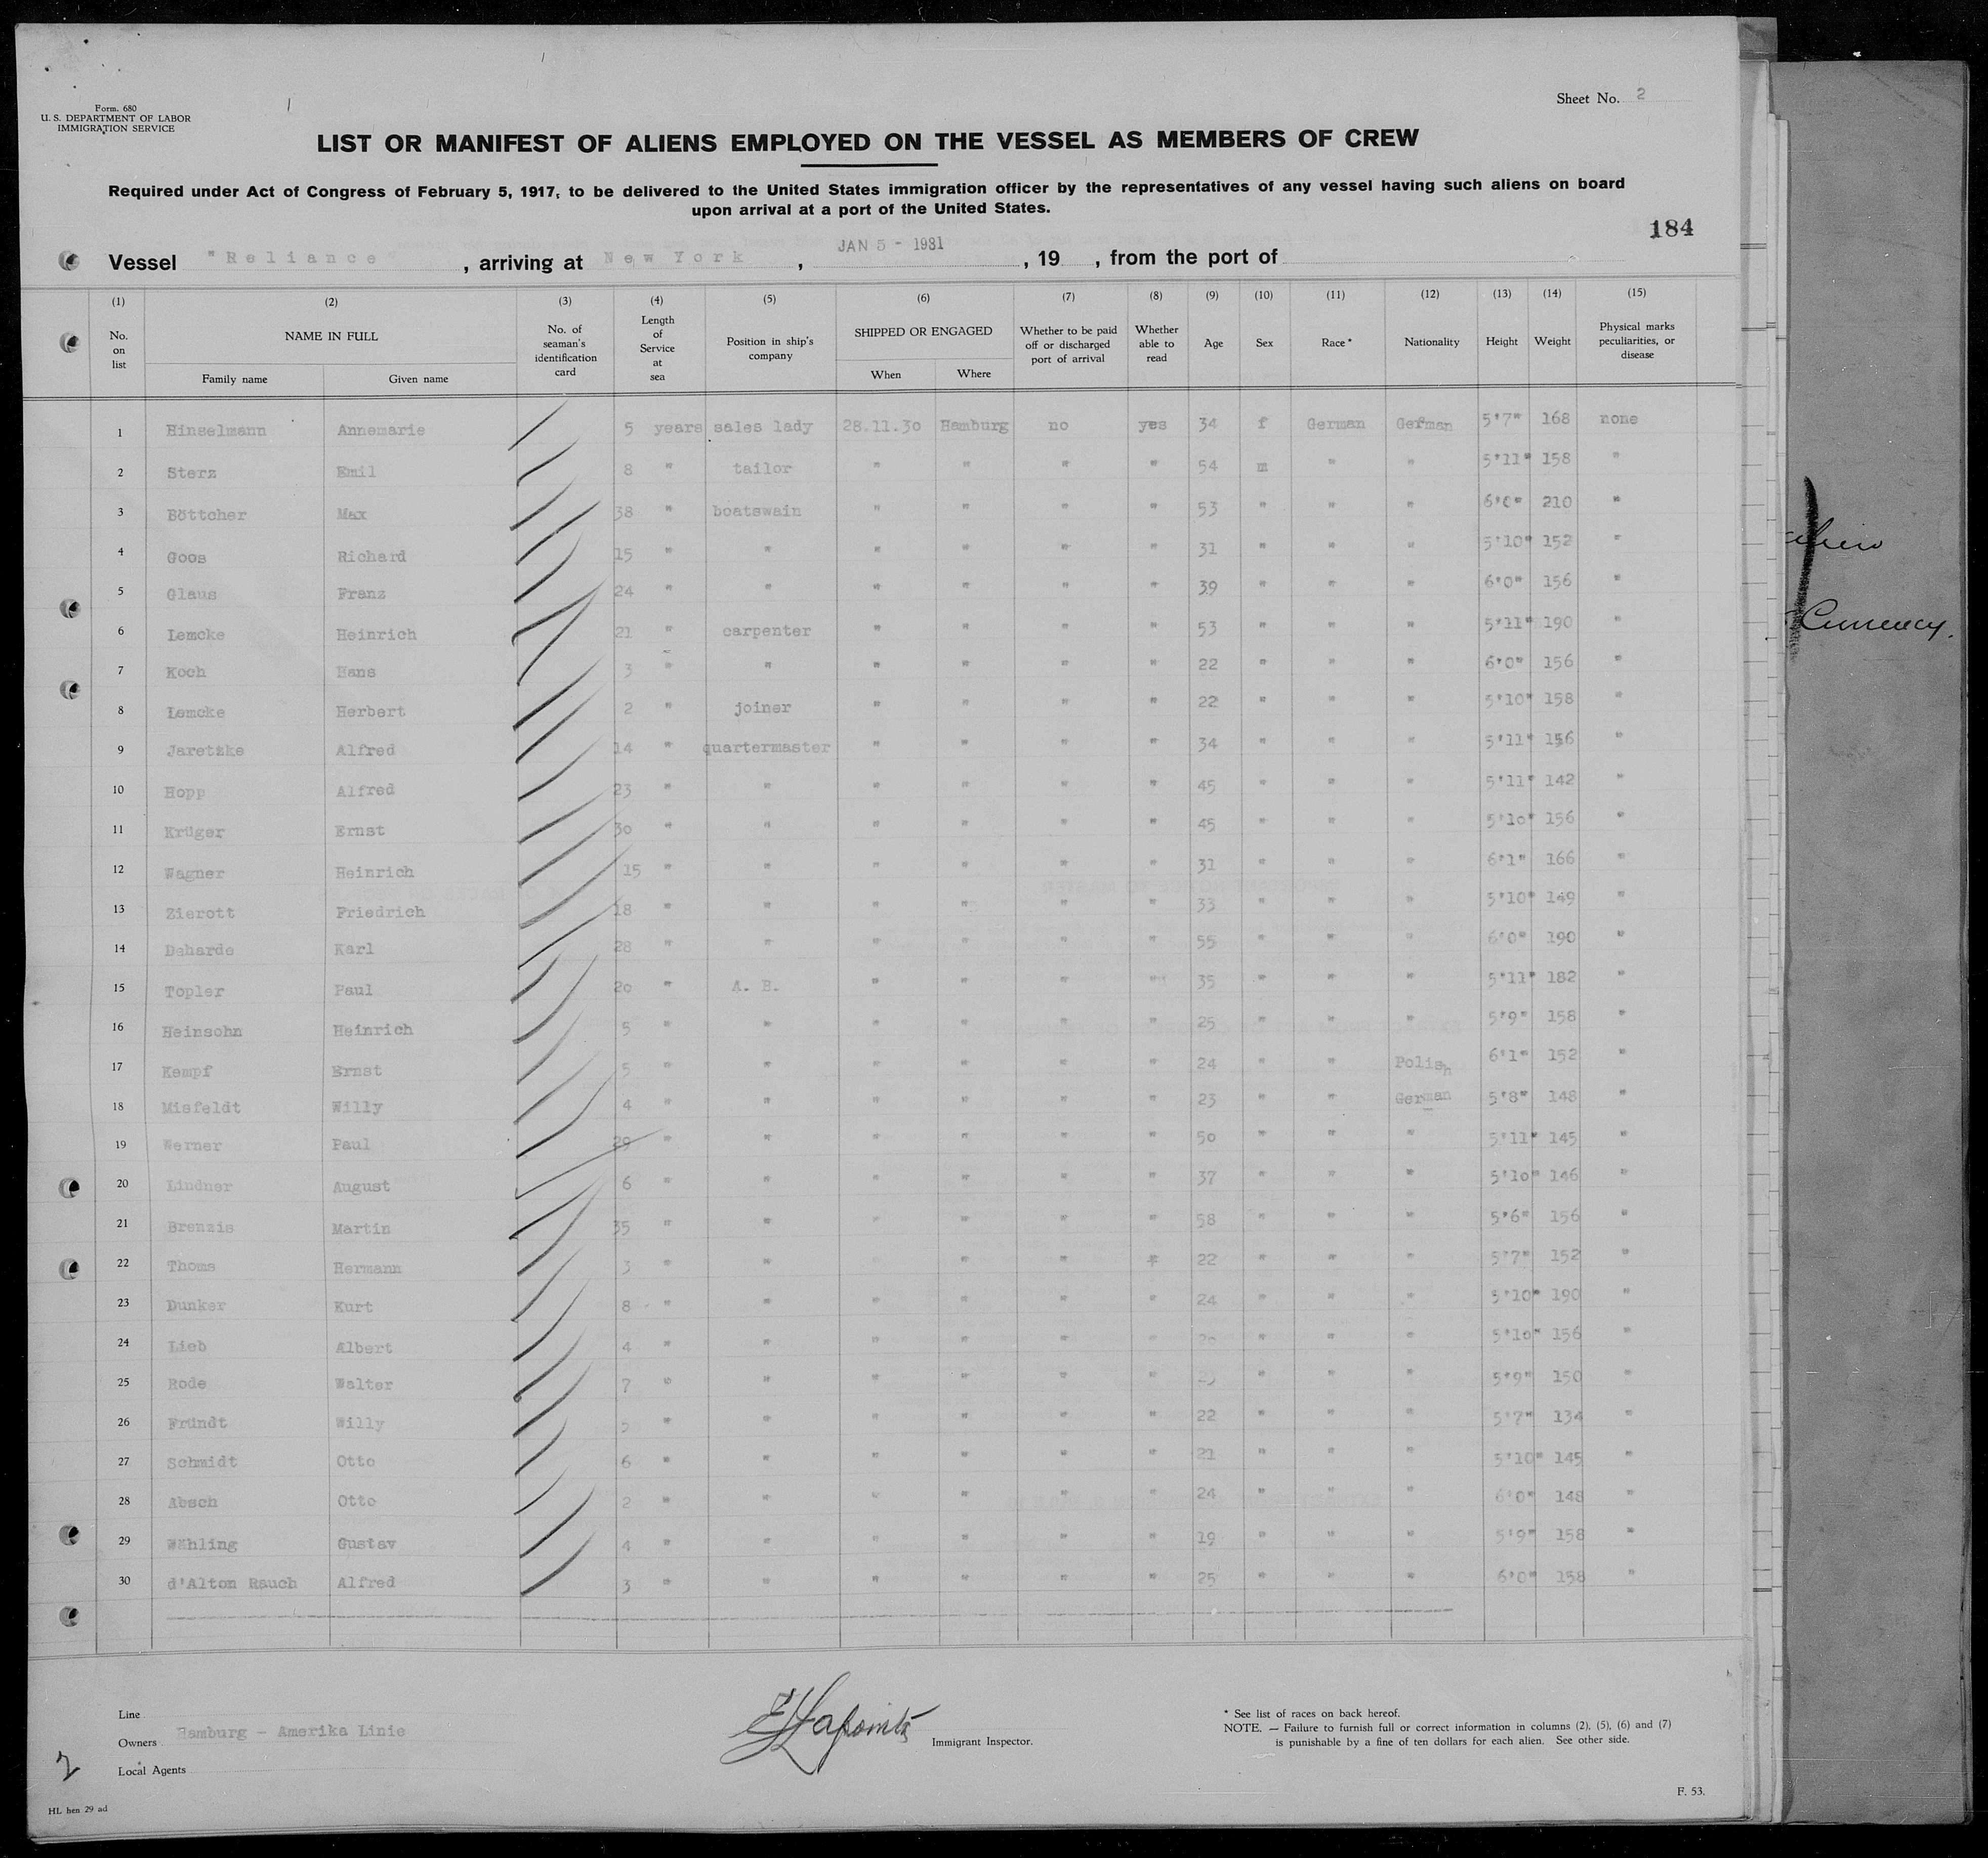 Form. 680
U. S. DEPARTMENT OF LABOR
IMMIGRATION SERVICE
Sheet No. 2
LIST OR MANIFEST OF ALIENS EMPLOYED ON THE VESSEL AS MEMBERS OF CREW
Required under Act of Congress of February 5, 1917, to be delivered to the United States immigration officer by the representatives of any vessel having such aliens on board
upon arrival at a port of the United States.
184
Vessel "Reliance", arriving at New York, JAN 5 - 1931, 19 , from the port of
(1) (2) (3) (4) (5) (6) (7) (8) (9) (10) (11) (12) (13) (14) (15)
No. on list NAME IN FULL Family name Given name No. of seaman's identification card Length of Service at sea Position in ship's company SHIPPED OR ENGAGED When Where Whether to be paid off or discharged port of arrival Whether able to read Age Sex Race* Nationality Height Weight Physical marks peculiarities, or disease
1 Hinselmann Annemarie 5 years sales lady 28.11.30 Hamburg no yes 34 f German German 5'7" 168 none
2 Sterz Emil 8 " tailor " " " " 54 m " " 5'11" 158 "
3 Böttcher Max 38 " boatswain " " " " 53 " " " 6'0" 210 "
4 Goos Richard 15 " " " " " " 31 " " " 5'10" 152 "
5 Glaus Franz 24 " " " " " " 39 " " " 6'0" 156 "
6 Lemcke Heinrich 21 " carpenter " " " " 53 " " " 5'11" 190 "
7 Koch Hans 3 " " " " " " 22 " " " 6'0" 156 "
8 Lemcke Herbert 2 " joiner " " " " 22 " " " 5'10" 158 "
9 Jaretzke Alfred 14 " quartermaster " " " " 34 " " " 5'11" 156 "
10 Hopp Alfred 23 " " " " " " 45 " " " 5'11" 142 "
11 Krüger Ernst 30 " " " " " " 45 " " " 5'10" 156 "
12 Wagner Heinrich 15 " " " " " " 31 " " " 6'1" 166 "
13 Zierott Friedrich 18 " " " " " " 33 " " " 5'10" 149 "
14 Deharde Karl 28 " " " " " " 55 " " " 6'0" 190 "
15 Topler Paul 20 " A. B. " " " " 35 " " " 5'11" 182 "
16 Heinsohn Heinrich 5 " " " " " " 25 " " " 5'9" 158 "
17 Kempf Ernst 5 " " " " " " 24 " " Polish 6'1" 152 "
18 Misfeldt Willy 4 " " " " " " 23 " " German 5'8" 148 "
19 Werner Paul 29 " " " " " " 50 " " " 5'11" 145 "
20 Lindner August 6 " " " " " " 37 " " " 5'10" 146 "
21 Brenzis Martin 35 " " " " " " 58 " " " 5'6" 156 "
22 Thoms Hermann 3 " " " " " 22 " " " 5'7" 152 "
23 Dunker Kurt 8 " " " " " " 24 " " " 5'10" 190 "
24 Lieb Albert 4 " " " " " " " " " 5'10" 156 "
25 Rode Walter 7 " " " " " " " " " 5'9" 150 "
26 Fründt Willy " " " " " " 22 " " " 5'7" 134 "
27 Schmidt Otto 6 " " " " " " 21 " " " 5'10" 145 "
28 Absch Otto 2 " " " " " " 24 " " " 6'0" 148 "
29 Wähling Gustav 4 " " " " " " 19 " " " 5'9" 158 "
30 d'Alton Rauch Alfred 3 " " " " " " 25 " " " 6'0" 158 "
Line
Owners Hamburg - Amerika Linie
Local Agents
Immigrant Inspector.
* See list of races on back hereof.
NOTE. — Failure to furnish full or correct information in columns (2), (5), (6) and (7)
is punishable by a fine of ten dollars for each alien. See other side.
2
HL hen 29 ad
F. 53.
Currency.